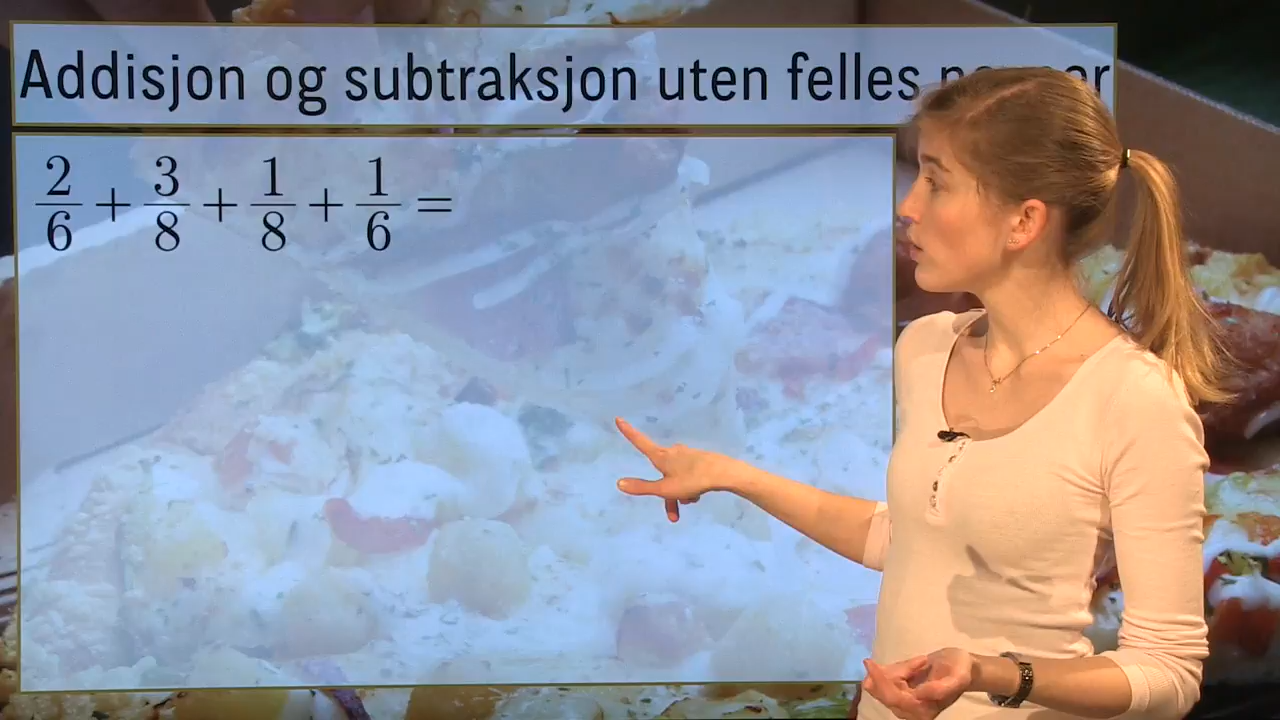 Addisjon og subtraksjon uten felles
2/6 + 3/8 + 1/8 + 1/6 =